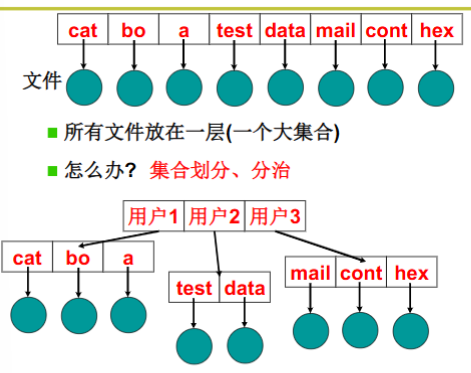 cat bo a test data mail cont hex
文件
所有文件放在一层(一个大集合)
怎么办? 集合划分、分治
用户1 用户2 用户3
cat bo a
test data
mail cont hex